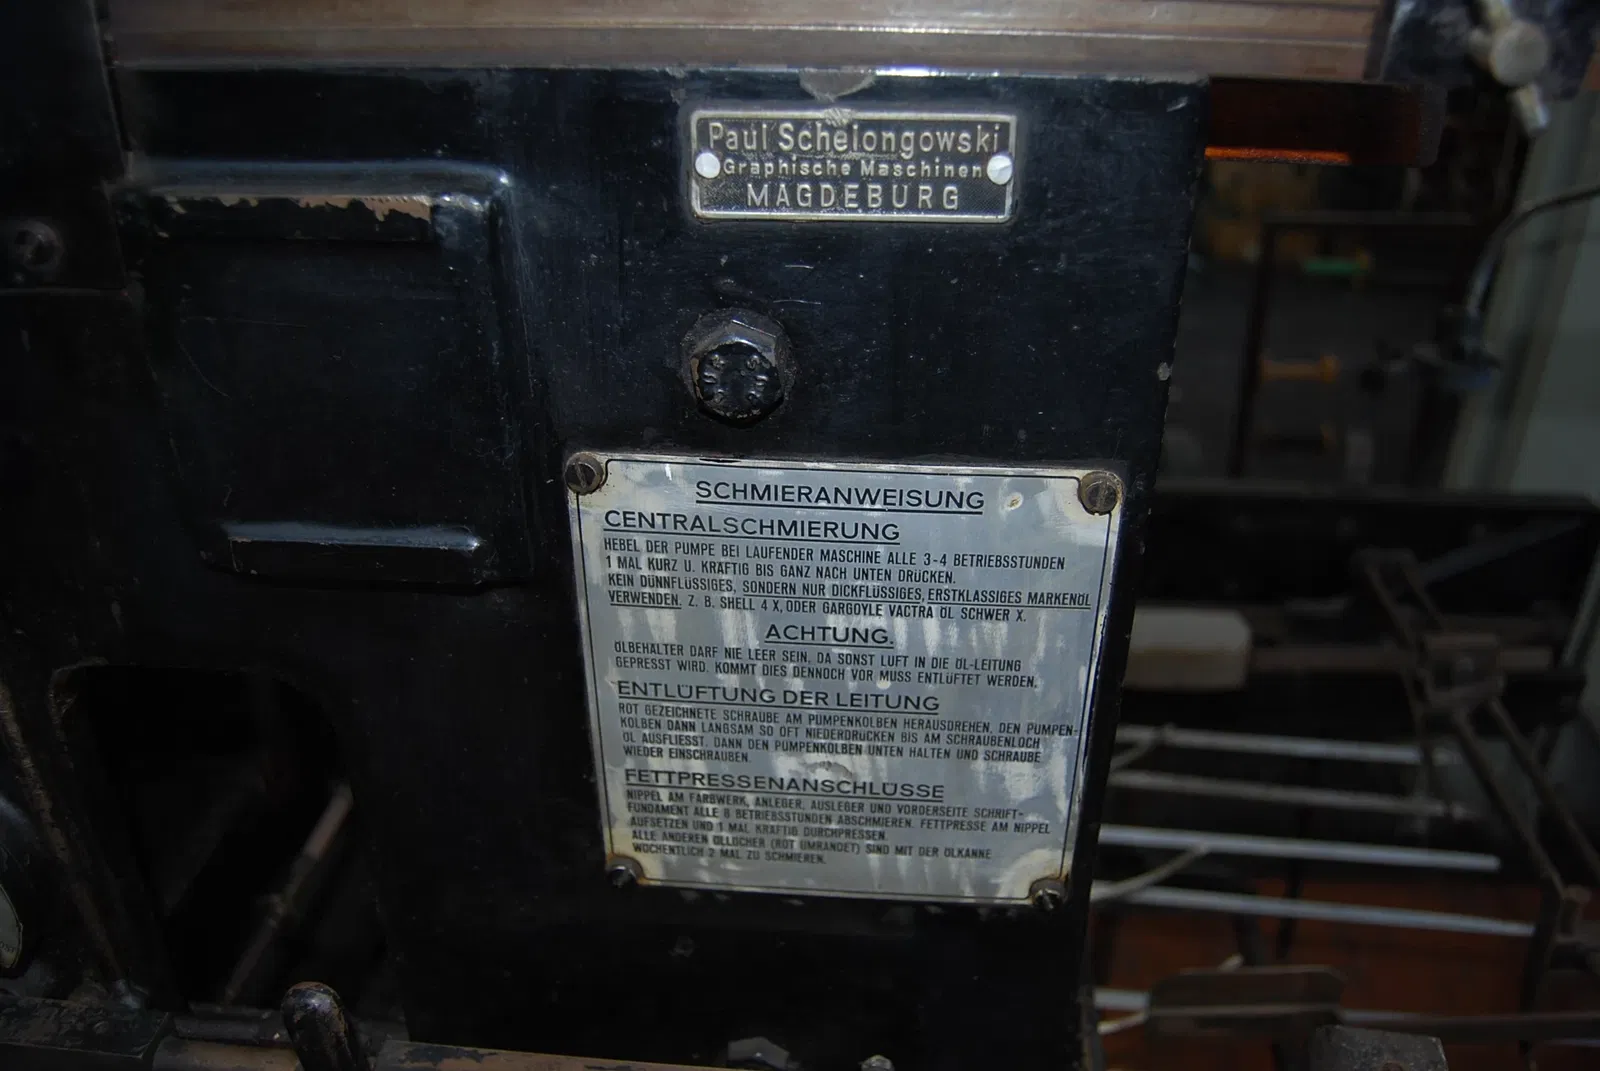 Paul Schelongowski
Graphische Maschinen
MAGDEBURG
SCHMIERANWEISUNG
CENTRALSCHMIERUNG
HEBEL DER PUMPE BEI LAUFENDER MASCHINE ALLE 3-4 BETRIEBSSTUNDEN
1 MAL KURZ U. KRÄFTIG BIS GANZ NACH UNTEN DRÜCKEN.
KEIN DÜNNFLÜSSIGES, SONDERN NUR DICKFLÜSSIGES, ERSTKLASSIGES MARKENÖL
VERWENDEN. Z. B. SHELL 4 X, ODER GARGOYLE VACTRA ÖL SCHWER X.
ACHTUNG.
ÖLBEHÄLTER DARF NIE LEER SEIN, DA SONST LUFT IN DIE ÖL-LEITUNG
GEPRESST WIRD. KOMMT DIES DENNOCH VOR MUSS ENTLÜFTET WERDEN.
ENTLÜFTUNG DER LEITUNG
ROT GEZEICHNETE SCHRAUBE AM PUMPENKOLBEN HERAUSDREHEN, DEN PUMPEN-
KOLBEN DANN LANGSAM SO OFT NIEDERDRÜCKEN BIS AM SCHRAUBENLOCH
ÖL AUSFLIESST. DANN DEN PUMPENKOLBEN UNTEN HALTEN UND SCHRAUBE
WIEDER EINSCHRAUBEN.
FETTPRESSENANSCHLÜSSE
NIPPEL AM FARBWERK, ANLEGER, AUSLEGER UND VORDERSEITE SCHRIFT-
FUNDAMENT ALLE 8 BETRIEBSSTUNDEN ABSCHMIEREN. FETTPRESSE AM NIPPEL
AUFSETZEN UND 1 MAL KRÄFTIG DURCHPRESSEN.
ALLE ANDEREN ÖLLÖCHER (ROT UMRANDET) SIND MIT DER ÖLKANNE
WÖCHENTLICH 2 MAL ZU SCHMIEREN.